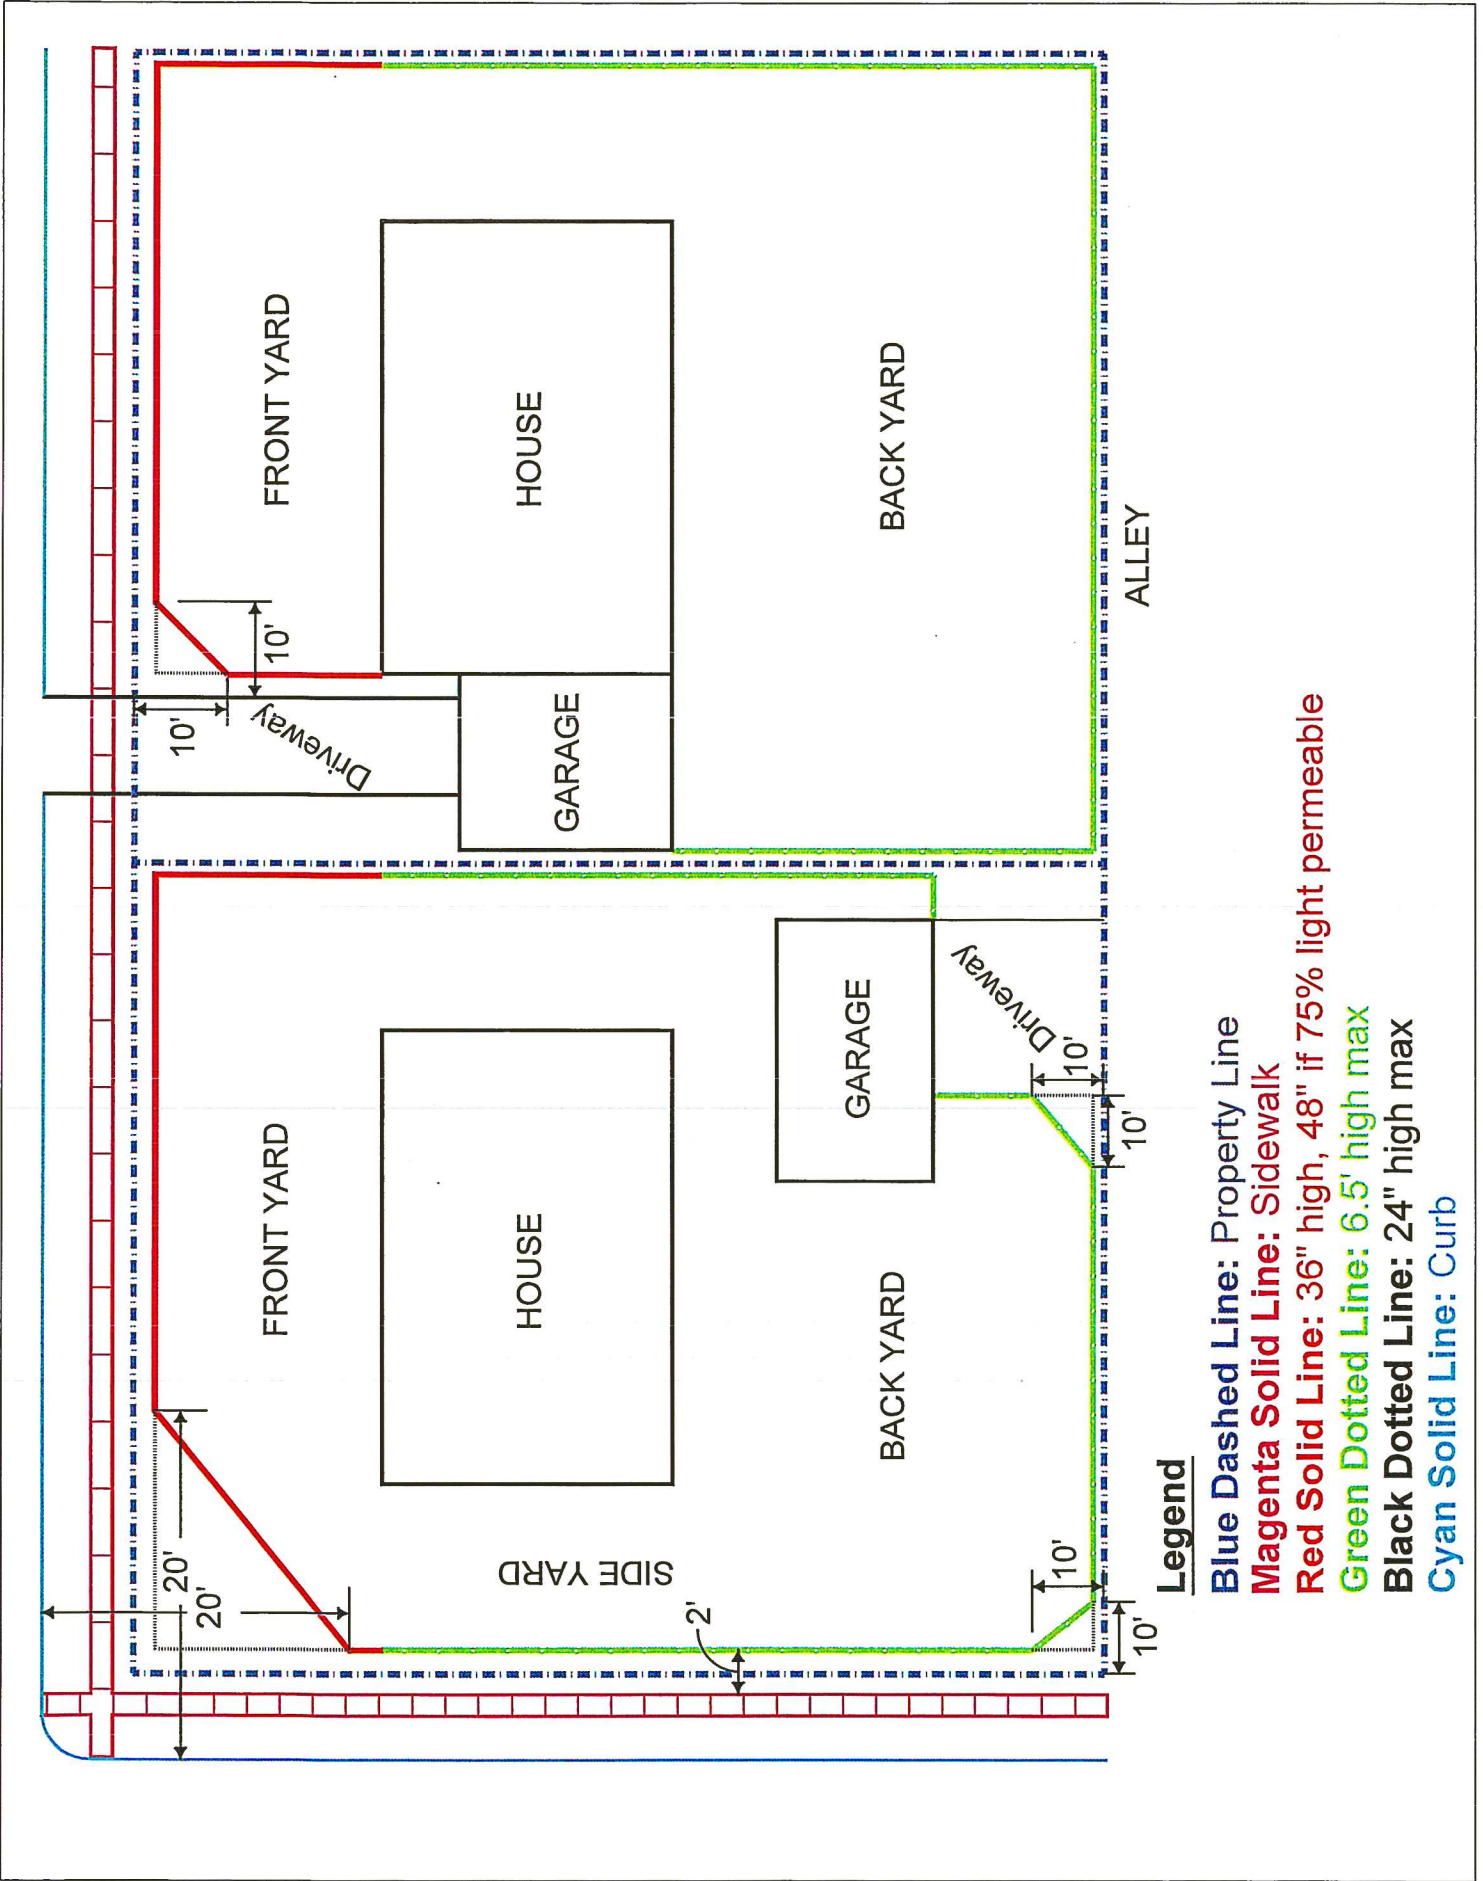 FRONT YARD
10'
10'
Driveway
HOUSE
GARAGE
BACK YARD
ALLEY
FRONT YARD
20'
20'
HOUSE
SIDE YARD
2'
GARAGE
Driveway
10'
10'
BACK YARD
10'
10'
Legend
Blue Dashed Line: Property Line
Magenta Solid Line: Sidewalk
Red Solid Line: 36" high, 48" if 75% light permeable
Green Dotted Line: 6.5' high max
Black Dotted Line: 24" high max
Cyan Solid Line: Curb